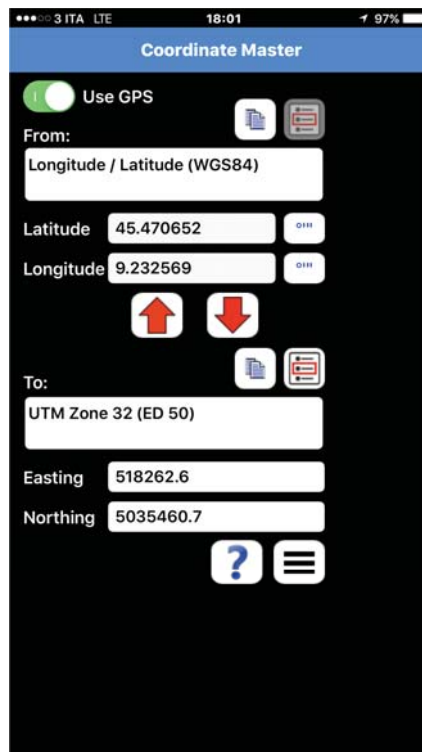 3 ITA LTE 18:01 97%
Coordinate Master
Use GPS
From:
Longitude / Latitude (WGS84)
Latitude 45.470652 O'''
Longitude 9.232569 O'''
To:
UTM Zone 32 (ED 50)
Easting 518262.6
Northing 5035460.7
?